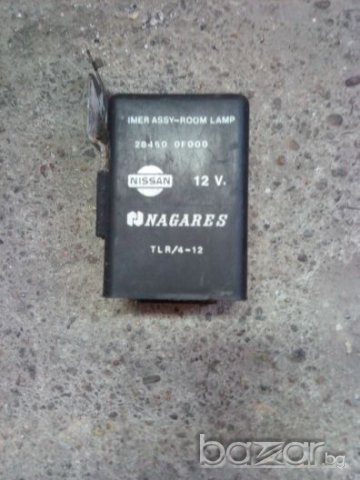 IMER ASSY-ROOM LAMP
28450 0F000
NISSAN 12 V.
NAGARES
TLR/4-12
bazar.bg